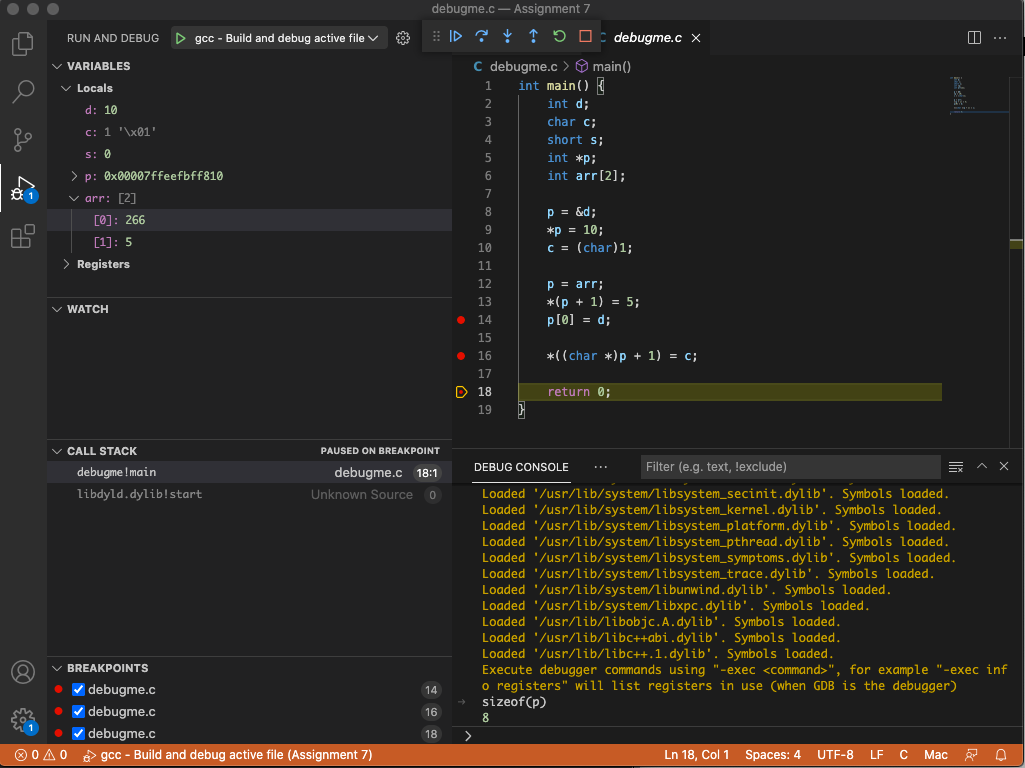 debugme.c — Assignment 7
RUN AND DEBUG
gcc - Build and debug active file
debugme.c
VARIABLES
Locals
d: 10
c: 1 '\x01'
s: 0
p: 0x00007ffeefbff810
arr: [2]
[0]: 266
[1]: 5
Registers
WATCH
CALL STACK
PAUSED ON BREAKPOINT
debugme!main debugme.c 18:1
libdyld.dylib!start Unknown Source 0
BREAKPOINTS
debugme.c 14
debugme.c 16
debugme.c 18
1
1
C debugme.c > main()
1 int main() {
2 int d;
3 char c;
4 short s;
5 int *p;
6 int arr[2];
7
8 p = &d;
9 *p = 10;
10 c = (char)1;
11
12 p = arr;
13 *(p + 1) = 5;
14 p[0] = d;
15
16 *((char *)p + 1) = c;
17
18 return 0;
19 }
DEBUG CONSOLE
Filter (e.g. text, !exclude)
Loaded '/usr/lib/system/libsystem_secinit.dylib'. Symbols loaded.
Loaded '/usr/lib/system/libsystem_kernel.dylib'. Symbols loaded.
Loaded '/usr/lib/system/libsystem_platform.dylib'. Symbols loaded.
Loaded '/usr/lib/system/libsystem_pthread.dylib'. Symbols loaded.
Loaded '/usr/lib/system/libsystem_symptoms.dylib'. Symbols loaded.
Loaded '/usr/lib/system/libsystem_trace.dylib'. Symbols loaded.
Loaded '/usr/lib/system/libunwind.dylib'. Symbols loaded.
Loaded '/usr/lib/system/libxpc.dylib'. Symbols loaded.
Loaded '/usr/lib/libobjc.A.dylib'. Symbols loaded.
Loaded '/usr/lib/libc++abi.dylib'. Symbols loaded.
Loaded '/usr/lib/libc++.1.dylib'. Symbols loaded.
Execute debugger commands using "-exec <command>", for example "-exec inf
o registers" will list registers in use (when GDB is the debugger)
sizeof(p)
8
0 0
gcc - Build and debug active file (Assignment 7)
Ln 18, Col 1
Spaces: 4
UTF-8
LF
C
Mac